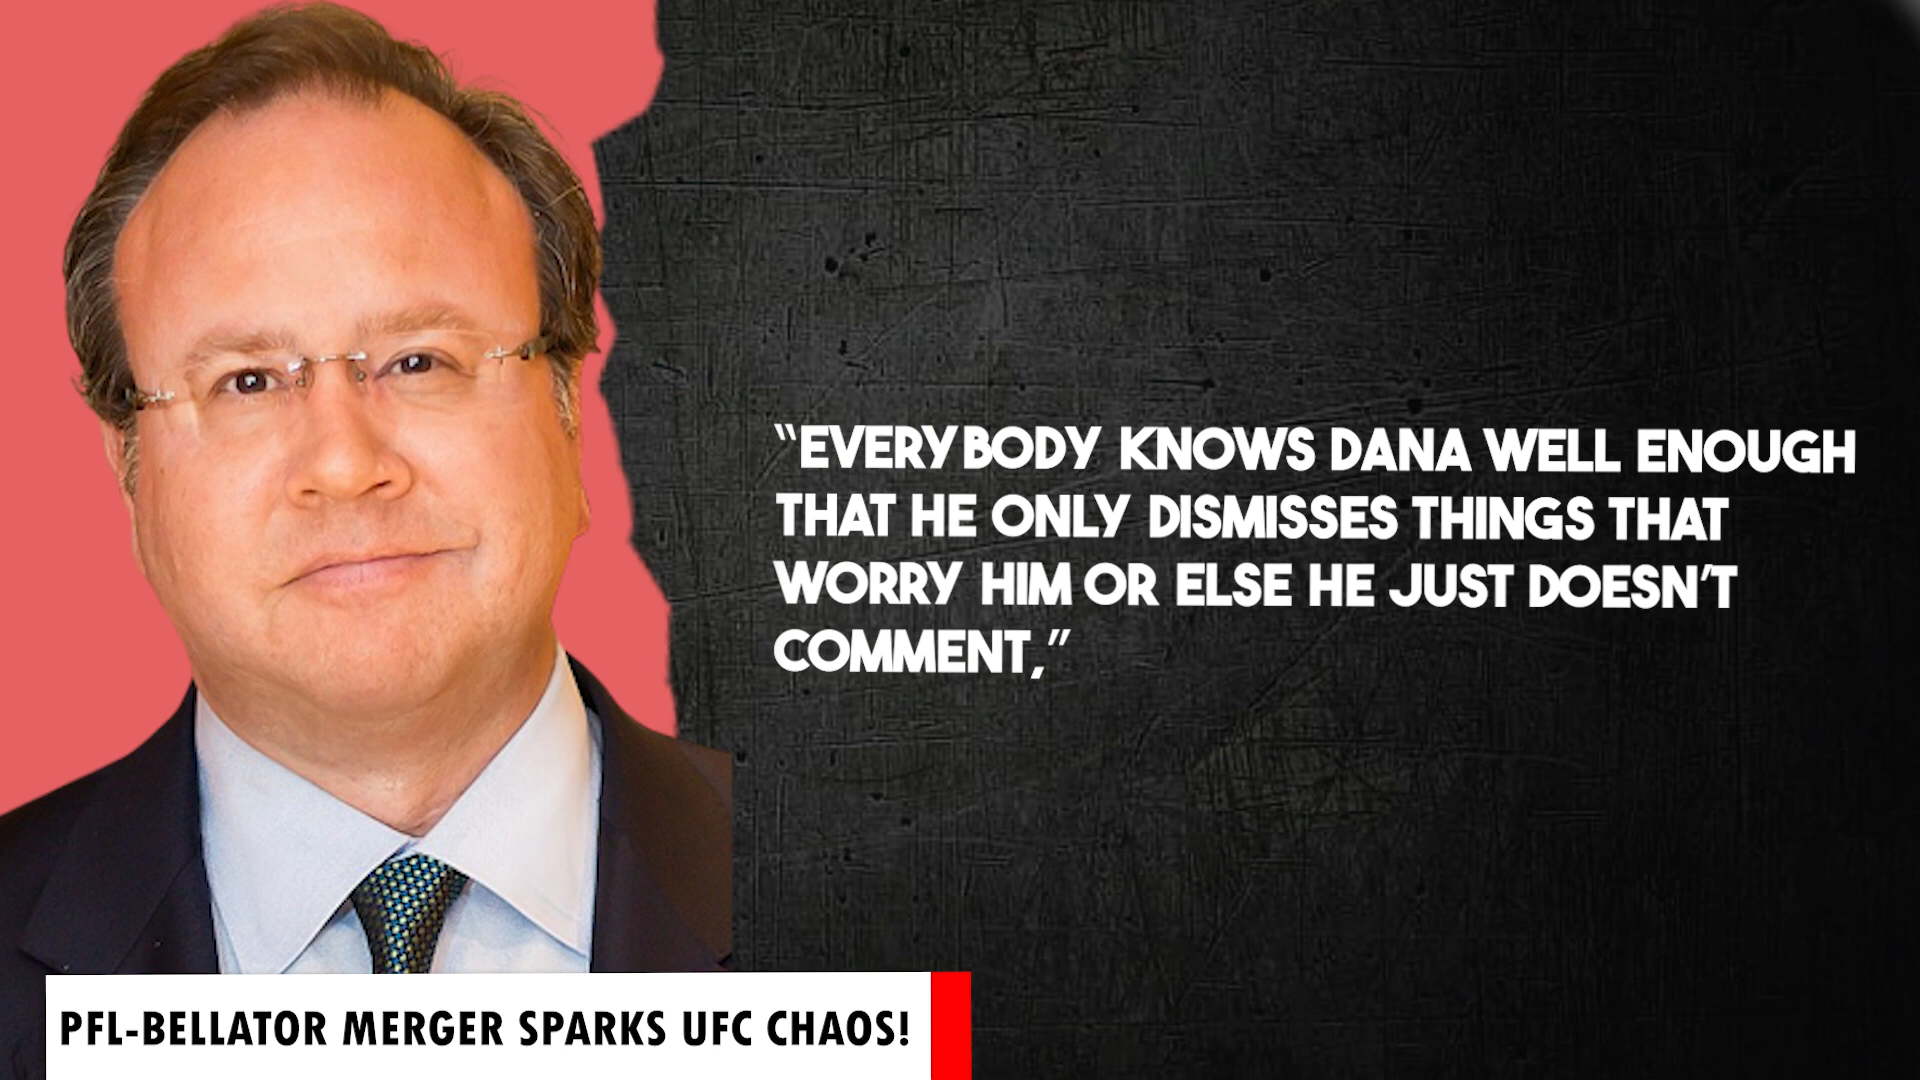 “EVERYBODY KNOWS DANA WELL ENOUGH
THAT HE ONLY DISMISSES THINGS THAT
WORRY HIM OR ELSE HE JUST DOESN’T
COMMENT,”
PFL-BELLATOR MERGER SPARKS UFC CHAOS!